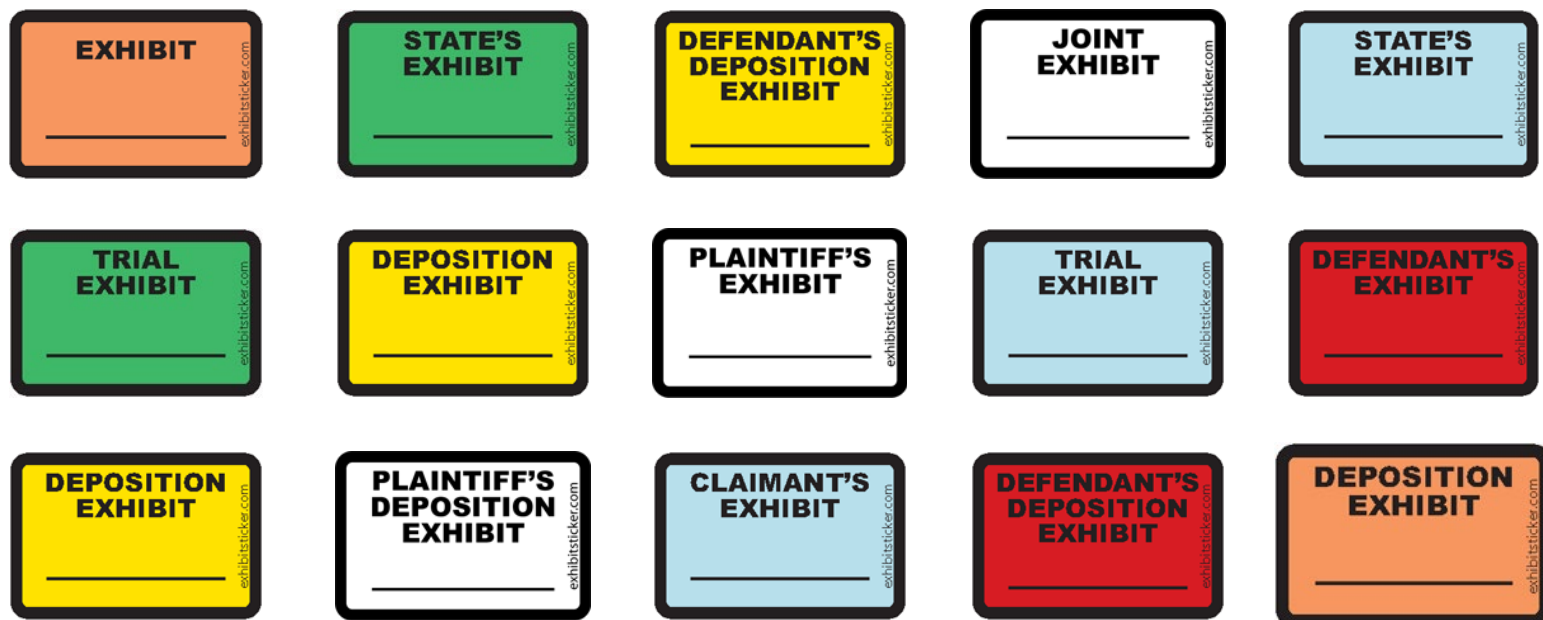 EXHIBIT
exhibitsticker.com
STATE’S
EXHIBIT
exhibitsticker.com
DEFENDANT’S
DEPOSITION
EXHIBIT
exhibitsticker.com
JOINT
EXHIBIT
exhibitsticker.com
STATE’S
EXHIBIT
exhibitsticker.com
TRIAL
EXHIBIT
exhibitsticker.com
DEPOSITION
EXHIBIT
exhibitsticker.com
PLAINTIFF’S
EXHIBIT
exhibitsticker.com
TRIAL
EXHIBIT
exhibitsticker.com
DEFENDANT’S
EXHIBIT
exhibitsticker.com
DEPOSITION
EXHIBIT
exhibitsticker.com
PLAINTIFF’S
DEPOSITION
EXHIBIT
exhibitsticker.com
CLAIMANT’S
EXHIBIT
exhibitsticker.com
DEFENDANT’S
DEPOSITION
EXHIBIT
exhibitsticker.com
DEPOSITION
EXHIBIT
exhibitsticker.com